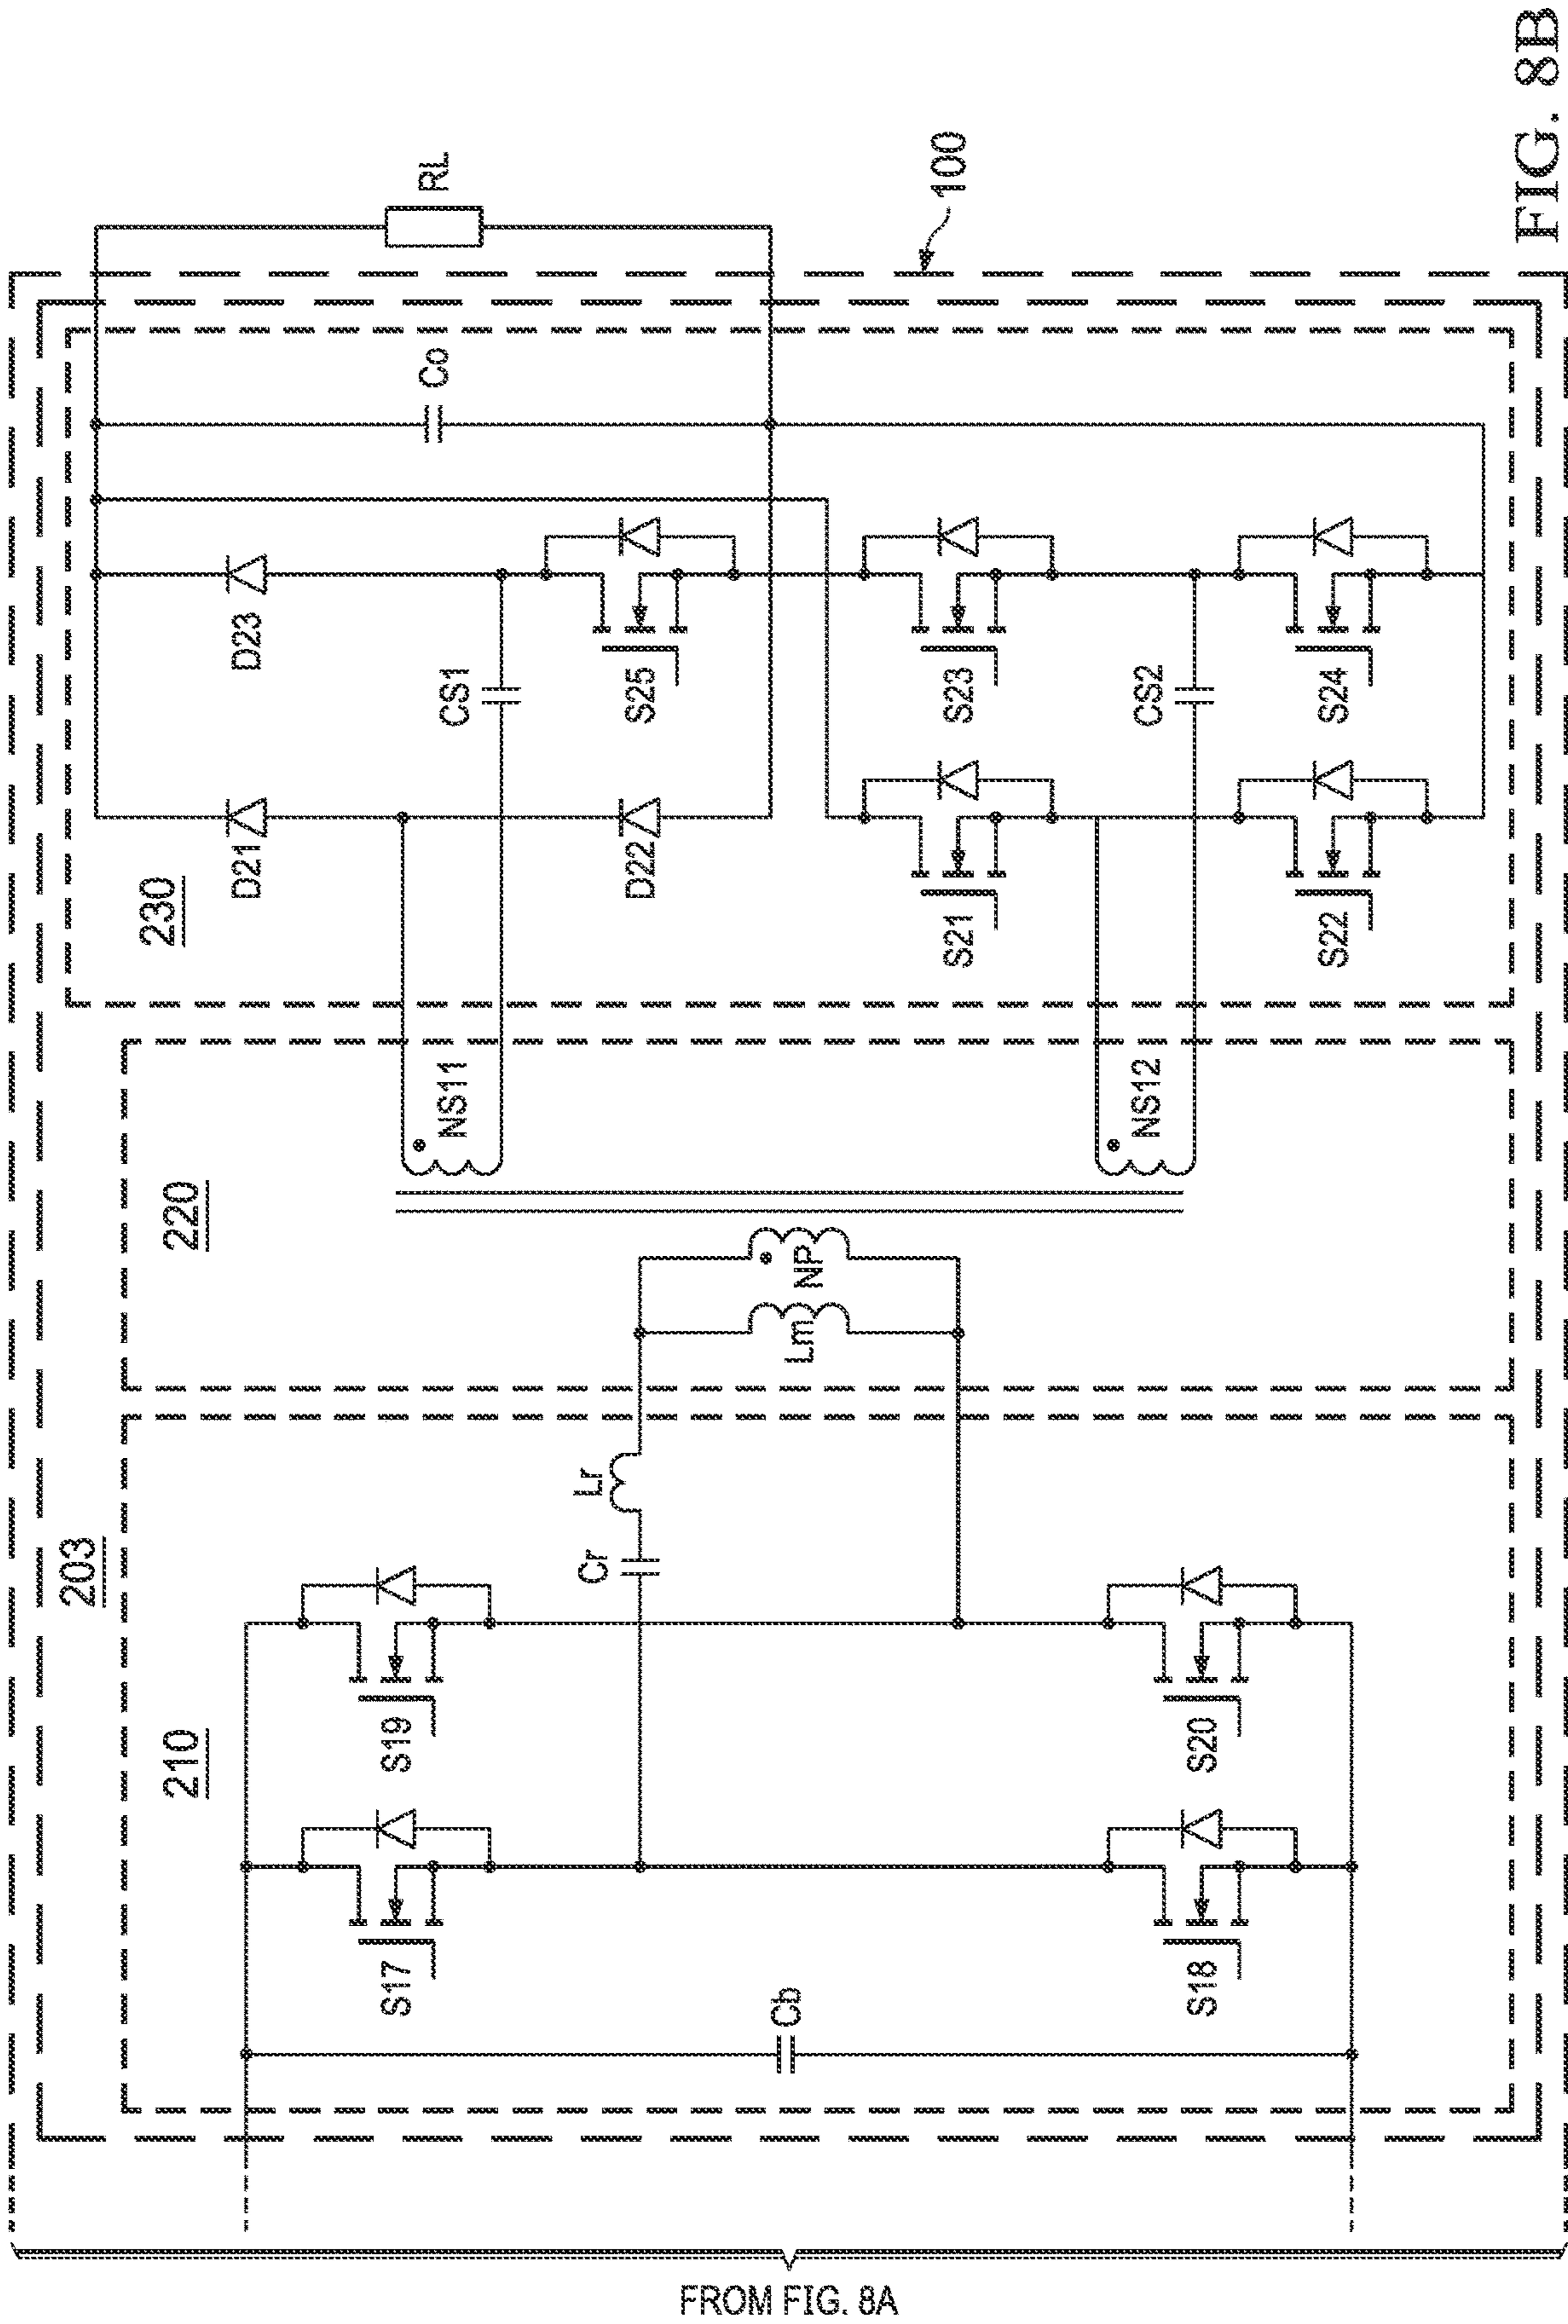 203
210
220
230
S17
S19
Cb
Cr
Lr
S18
S20
Lm
NP
NS11
NS12
D21
D23
CS1
Co
RL
D22
S25
S21
S23
CS2
S22
S24
100
FROM FIG. 8A
FIG. 8B